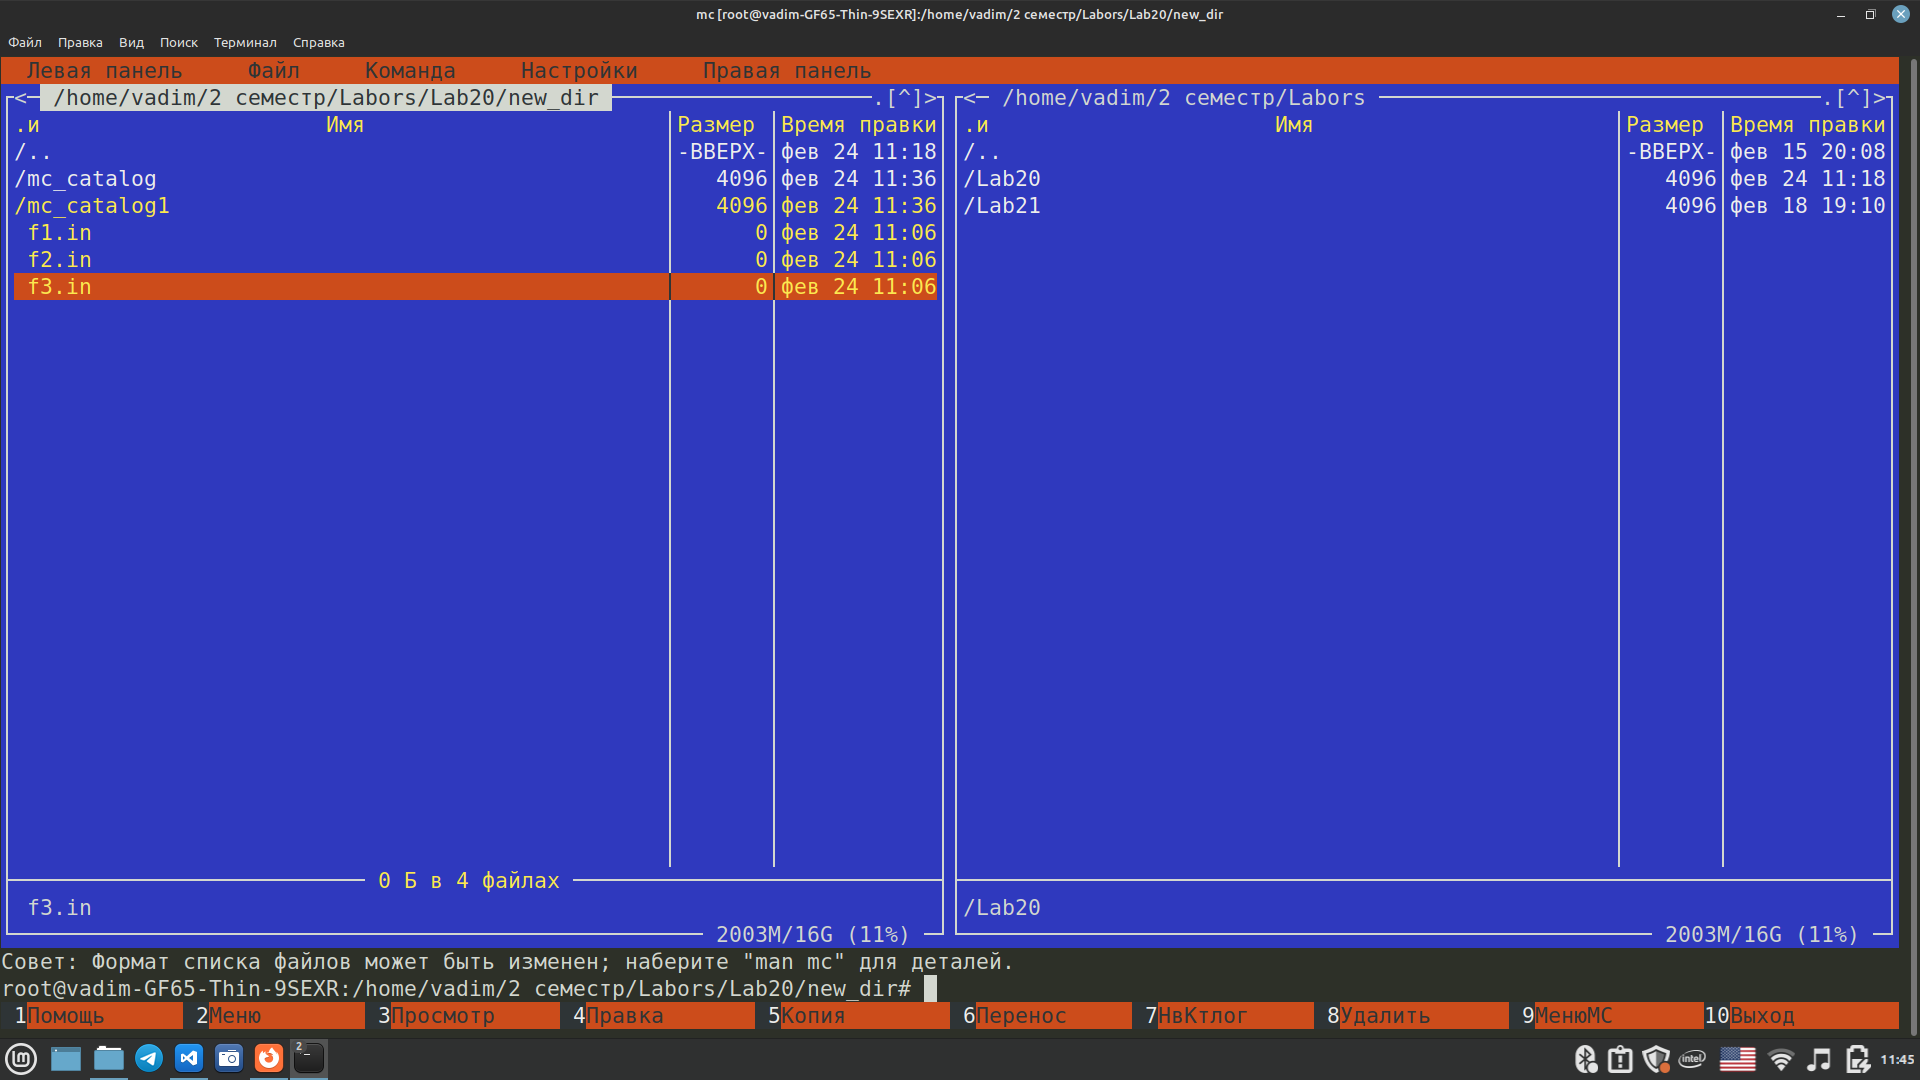 mc [root@vadim-GF65-Thin-9SEXR]:/home/vadim/2 семестр/Labors/Lab20/new_dir
Файл Правка Вид Поиск Терминал Справка
Левая панель Файл Команда Настройки Правая панель
<─ /home/vadim/2 семестр/Labors/Lab20/new_dir ─.[^]>
.и Имя Размер Время правки
/.. -ВВЕРХ- фев 24 11:18
/mc_catalog 4096 фев 24 11:36
/mc_catalog1 4096 фев 24 11:36
f1.in 0 фев 24 11:06
f2.in 0 фев 24 11:06
f3.in 0 фев 24 11:06
0 Б в 4 файлах
f3.in
2003M/16G (11%)
<─ /home/vadim/2 семестр/Labors ─.[^]>
.и Имя Размер Время правки
/.. -ВВЕРХ- фев 15 20:08
/Lab20 4096 фев 24 11:18
/Lab21 4096 фев 18 19:10
/Lab20
2003M/16G (11%)
Совет: Формат списка файлов может быть изменен; наберите "man mc" для деталей.
root@vadim-GF65-Thin-9SEXR:/home/vadim/2 семестр/Labors/Lab20/new_dir#
1Помощь 2Меню 3Просмотр 4Правка 5Копия 6Перенос 7НвКтлог 8Удалить 9МенюMC 10Выход
2
intel
11:45